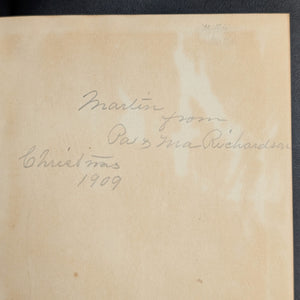 Martin
from
Pa & Ma Richardson
Christmas
1909